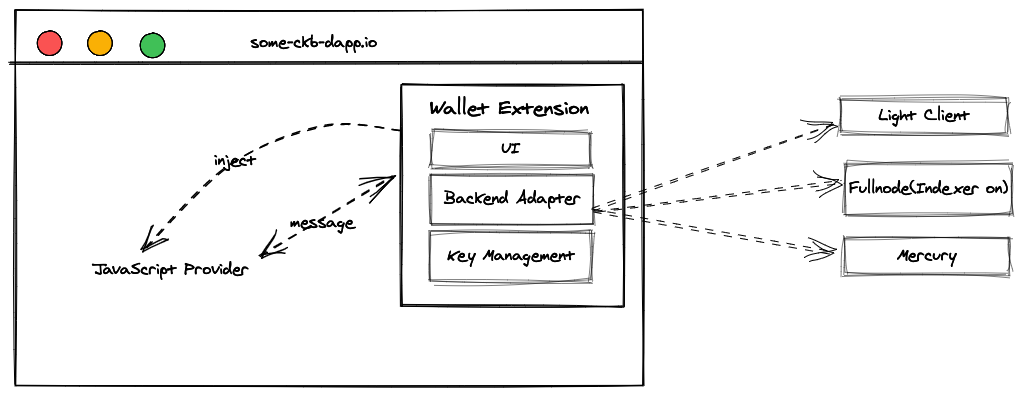 some-ckb-dapp.io
Wallet Extension
UI
Backend Adapter
Key Management
inject
message
JavaScript Provider
Light Client
Fullnode(Indexer on)
Mercury